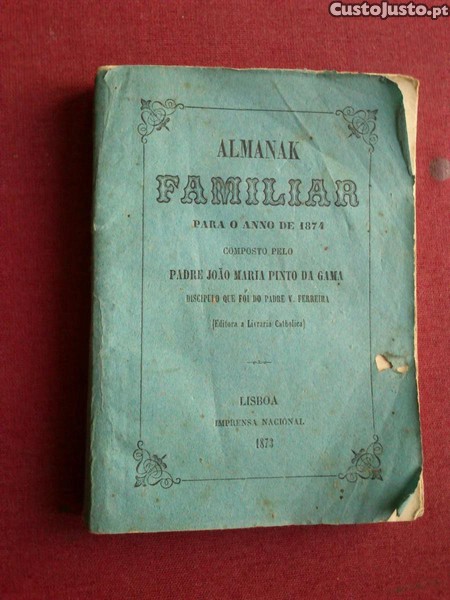 CustoJusto.pt
ALMANAK
FAMILIAR
PARA O ANNO DE 1874
COMPOSTO PELO
PADRE JOÃO MARIA PINTO DA GAMA
DISCIPULO QUE FOI DO PADRE V. FERREIRA
[Editora a Livraria Catholica]
LISBOA
IMPRENSA NACIONAL
1873